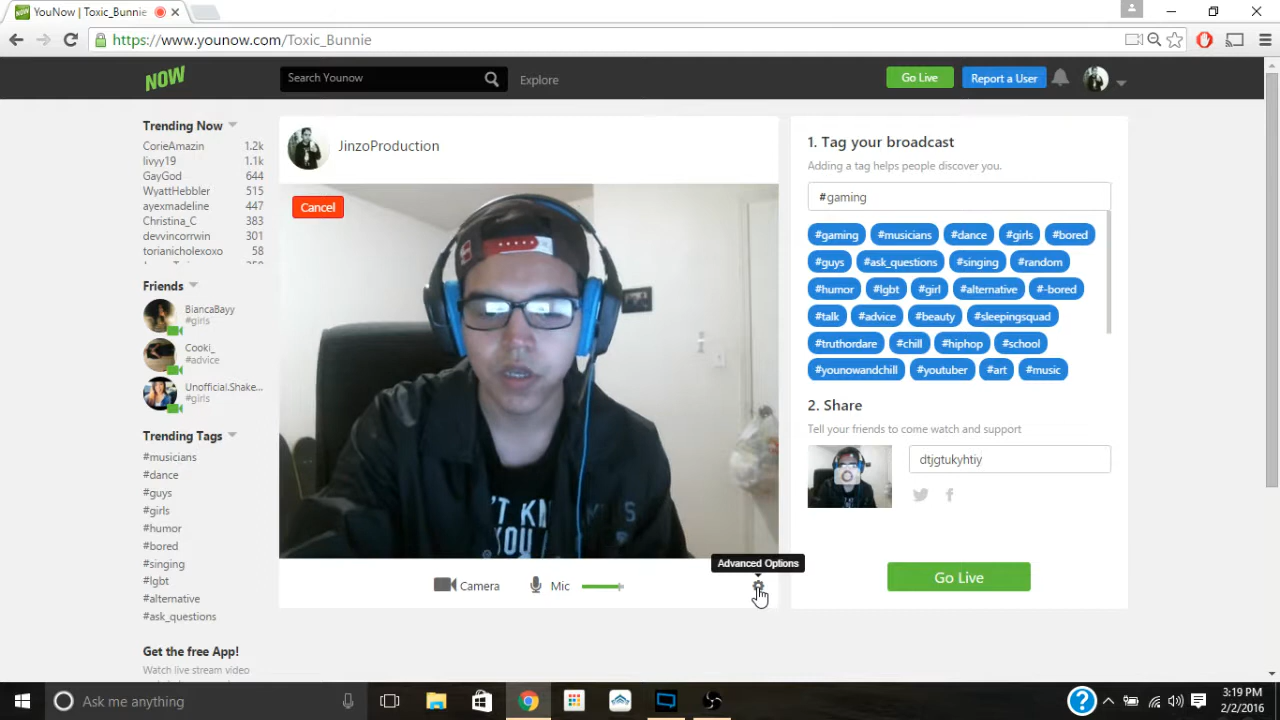 YouNow | Toxic_Bunnie
https://www.younow.com/Toxic_Bunnie
NOW
Search Younow
Explore
Go Live
Report a User
Trending Now
CorieAmazin 1.2k
livyy19 1.1k
GayGod 644
WyattHebbler 515
ayexmadeline 447
Christina_C 383
devvincorrwin 301
torianicholexoxo 58
Friends
BiancaBayy
#girls
Cooki_
#advice
Unofficial.Shake...
#girls
Trending Tags
#musicians
#dance
#guys
#girls
#humor
#bored
#singing
#lgbt
#alternative
#ask_questions
Get the free App!
Watch live stream video
JinzoProduction
Cancel
Advanced Options
Camera
Mic
1. Tag your broadcast
Adding a tag helps people discover you.
#gaming
#gaming #musicians #dance #girls #bored
#guys #ask_questions #singing #random
#humor #lgbt #girl #alternative #-bored
#talk #advice #beauty #sleepingsquad
#truthordare #chill #hiphop #school
#younowandchill #youtuber #art #music
2. Share
Tell your friends to come watch and support
dtjgtukyhtiy
Go Live
Ask me anything
3:19 PM
2/2/2016